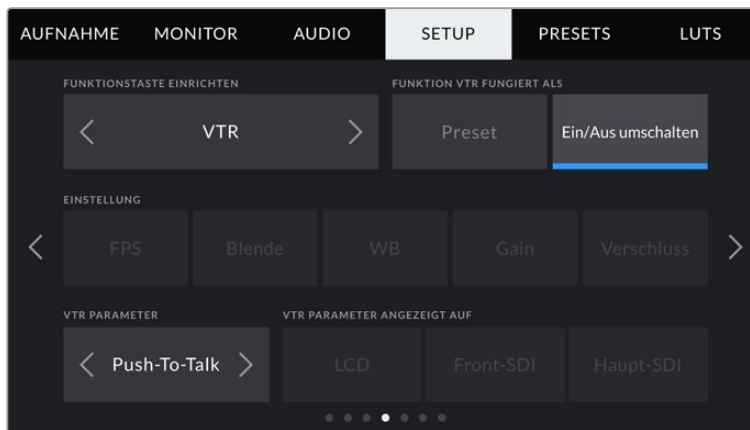 AUFNAHME MONITOR AUDIO SETUP PRESETS LUTS
FUNKTIONSTASTE EINRICHTEN FUNKTION VTR FUNGIERT ALS
VTR Preset Ein/Aus umschalten
EINSTELLUNG
FPS Blende WB Gain Verschluss
VTR PARAMETER VTR PARAMETER ANGEZEIGT AUF
Push-To-Talk LCD Front-SDI Haupt-SDI